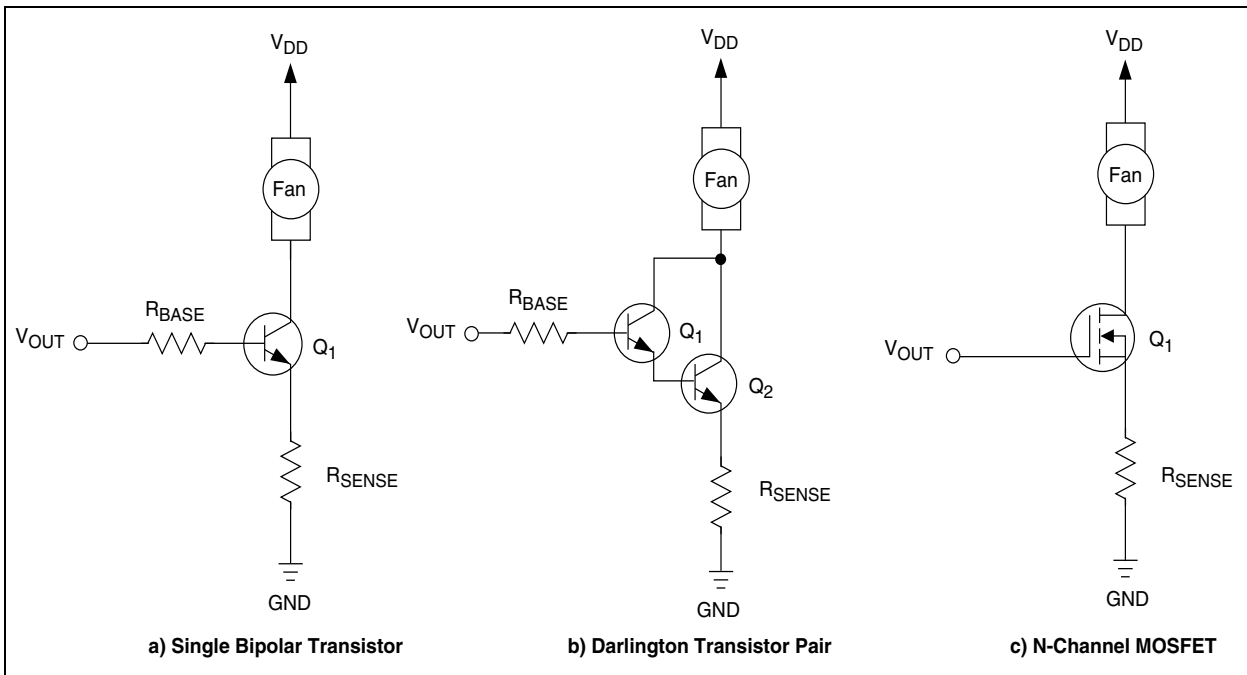 VDD
Fan
RBASE
VOUT
Q1
RSENSE
GND
a) Single Bipolar Transistor
VDD
Fan
RBASE
VOUT
Q1
Q2
RSENSE
GND
b) Darlington Transistor Pair
VDD
Fan
VOUT
Q1
RSENSE
GND
c) N-Channel MOSFET